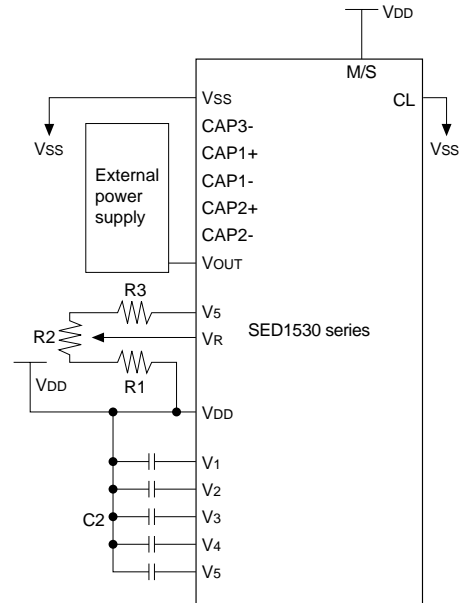 VDD
M/S
VSS
CL
VSS
VSS
CAP3-
CAP1+
CAP1-
CAP2+
CAP2-
VOUT
External
power
supply
R3
V5
R2
VR
SED1530 series
R1
VDD
VDD
V1
V2
C2
V3
V4
V5